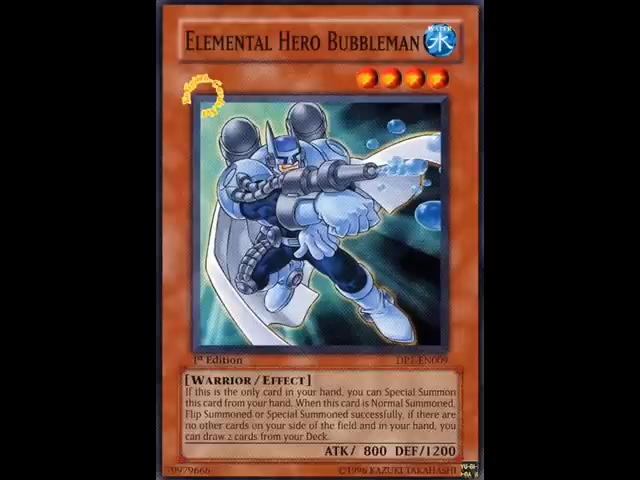 ELEMENTAL HERO BUBBLEMAN
WATER
水
1st Edition
DP1-EN009
[WARRIOR/EFFECT]
If this is the only card in your hand, you can Special Summon
this card from your hand. When this card is Normal Summoned,
Flip Summoned or Special Summoned successfully, if there are
no other cards on your side of the field and in your hand, you
can draw 2 cards from your Deck.
ATK/ 800 DEF/1200
79979666
©1996 KAZUKI TAKAHASHI